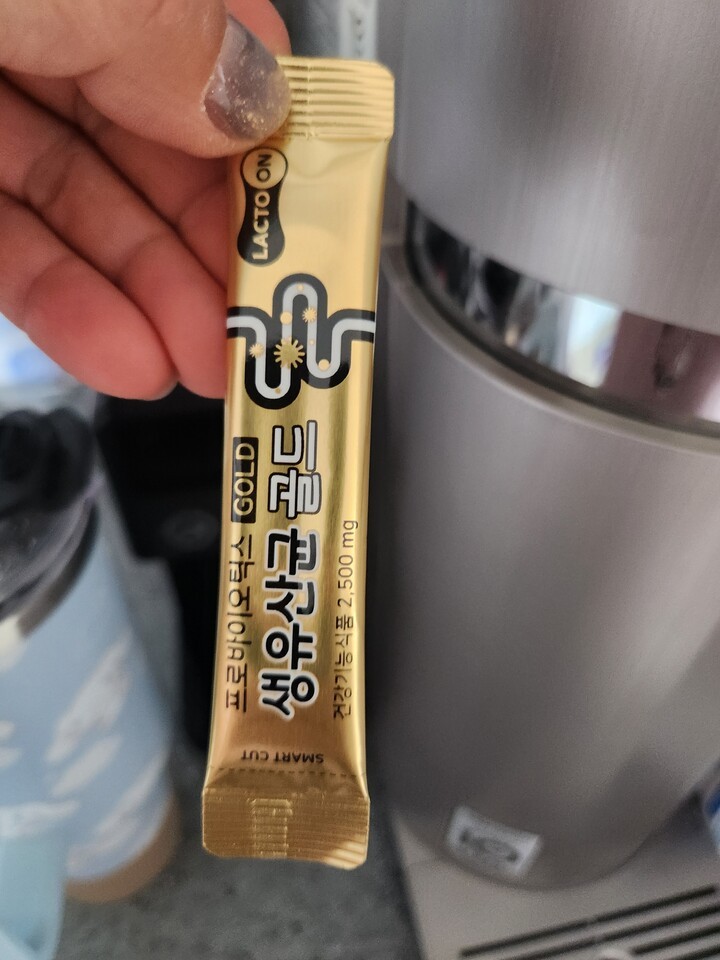 LACTO ON
프로바이오틱스 GOLD
생유산균 골드
건강기능식품 2,500 mg
SMART CUT